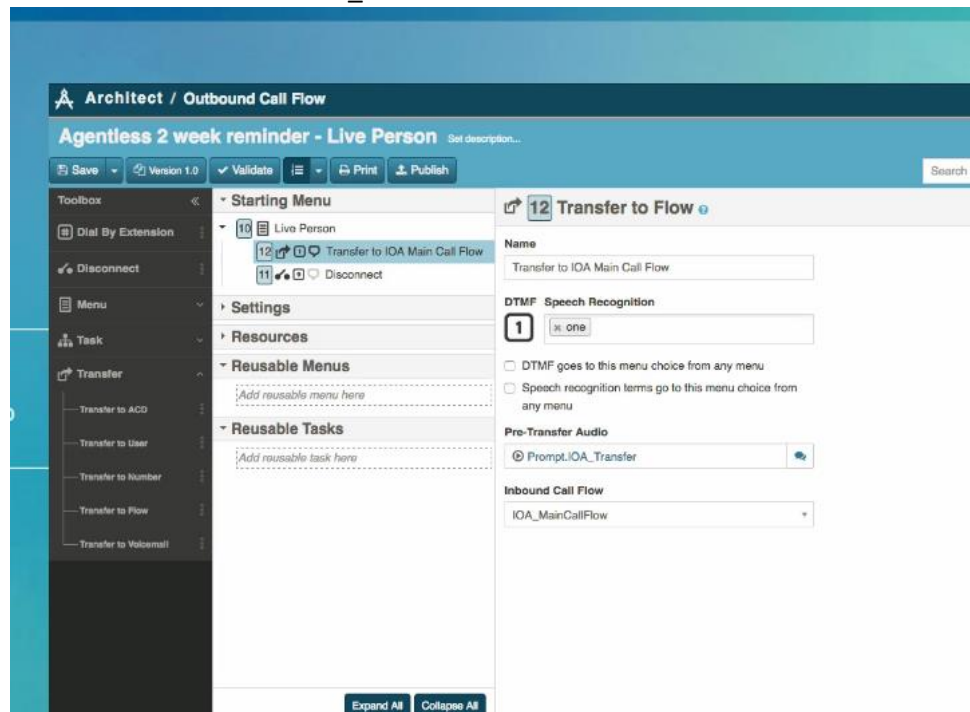 Architect / Outbound Call Flow
Agentless 2 week reminder - Live Person Set description...
Save Version 1.0 Validate Print Publish Search
Toolbox
Dial By Extension
Disconnect
Menu
Task
Transfer
Transfer to ACD
Transfer to User
Transfer to Number
Transfer to Flow
Transfer to Voicemail
Starting Menu
10 Live Person
12 1 Transfer to IOA Main Call Flow
11 Disconnect
Settings
Resources
Reusable Menus
Add reusable menu here
Reusable Tasks
Add reusable task here
Expand All Collapse All
12 Transfer to Flow
Name
Transfer to IOA Main Call Flow
DTMF Speech Recognition
1 × one
DTMF goes to this menu choice from any menu
Speech recognition terms go to this menu choice from
any menu
Pre-Transfer Audio
Prompt.IOA_Transfer
Inbound Call Flow
IOA_MainCallFlow